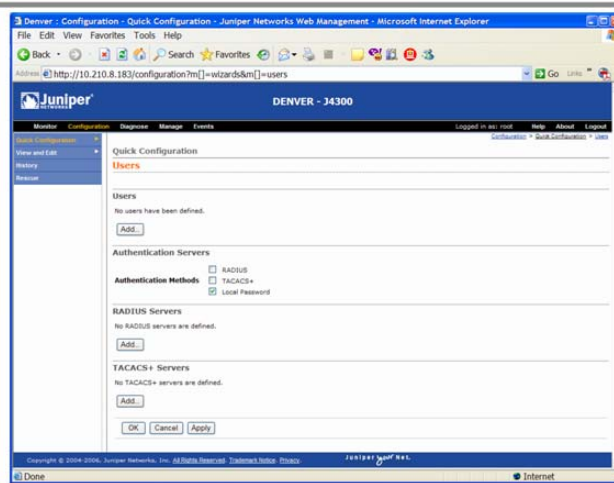 Denver : Configuration - Quick Configuration - Juniper Networks Web Management - Microsoft Internet Explorer
File Edit View Favorites Tools Help
Back Search Favorites
Address http://10.210.8.183/configuration?m[]=wizards&m[]=users Go Links »
Juniper NETWORKS DENVER - J4300
Monitor Configuration Diagnose Manage Events Logged in as: root Help About Logout
Configuration > Quick Configuration > Users
Quick Configuration
View and Edit
History
Rescue
Quick Configuration
Users
Users
No users have been defined.
Add...
Authentication Servers
Authentication Methods
RADIUS
TACACS+
Local Password
RADIUS Servers
No RADIUS servers are defined.
Add...
TACACS+ Servers
No TACACS+ servers are defined.
Add...
OK Cancel Apply
Copyright © 2004-2006, Juniper Networks, Inc. All Rights Reserved. Trademark Notice. Privacy. Juniper your Net.
Done Internet